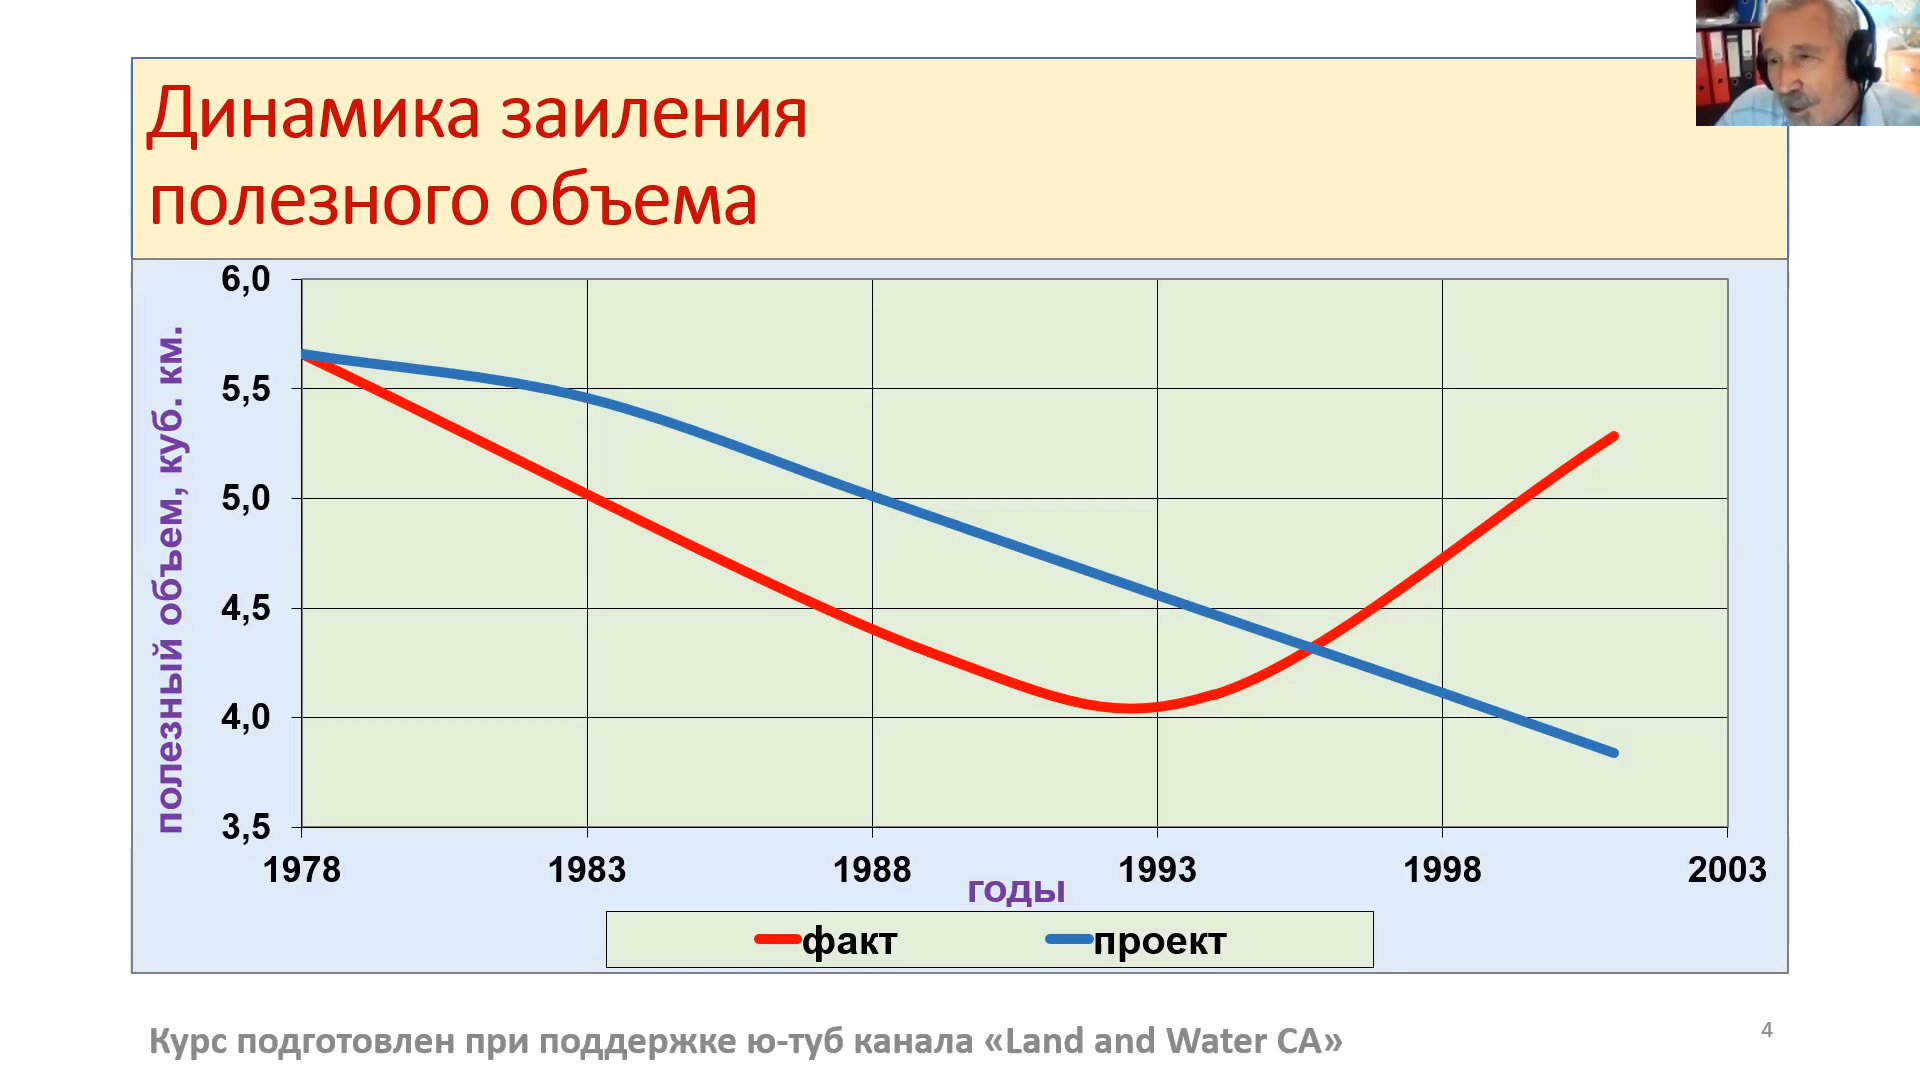 Динамика заиления
полезного объема
полезный объем, куб. км.
6,0
5,5
5,0
4,5
4,0
3,5
1978 1983 1988 1993 1998 2003
годы
факт проект
Курс подготовлен при поддержке ю-туб канала «Land and Water CA»
4